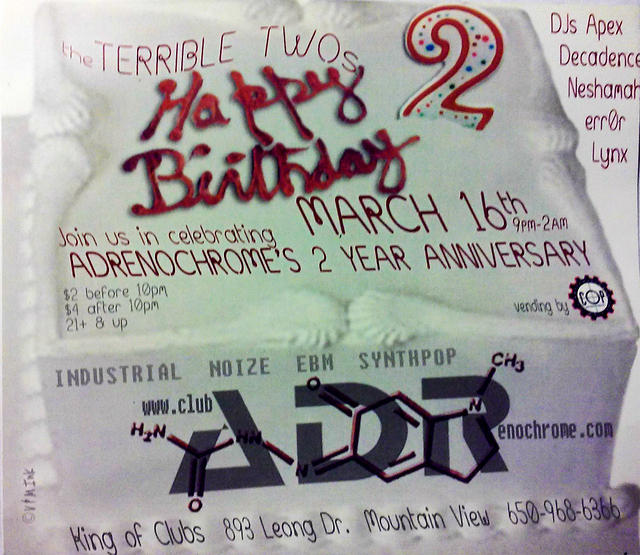 the TERRIBLE TWOs
2
Happy
Birthday
DJs Apex
Decadence
Neshamah
err0r
Lynx
MARCH 16th
9PM-2AM
Join us in celebrating
ADRENOCHROME'S 2 YEAR ANNIVERSARY
$2 before 10pm
$4 after 10pm
21+ & up
vending by
COP
INDUSTRIAL NOIZE EBM SYNTHPOP
www.club
ADR
enochrome.com
CH3
O
N
H2N
HN
N
O
King of Clubs 893 Leong Dr. Mountain View 650-968-6366